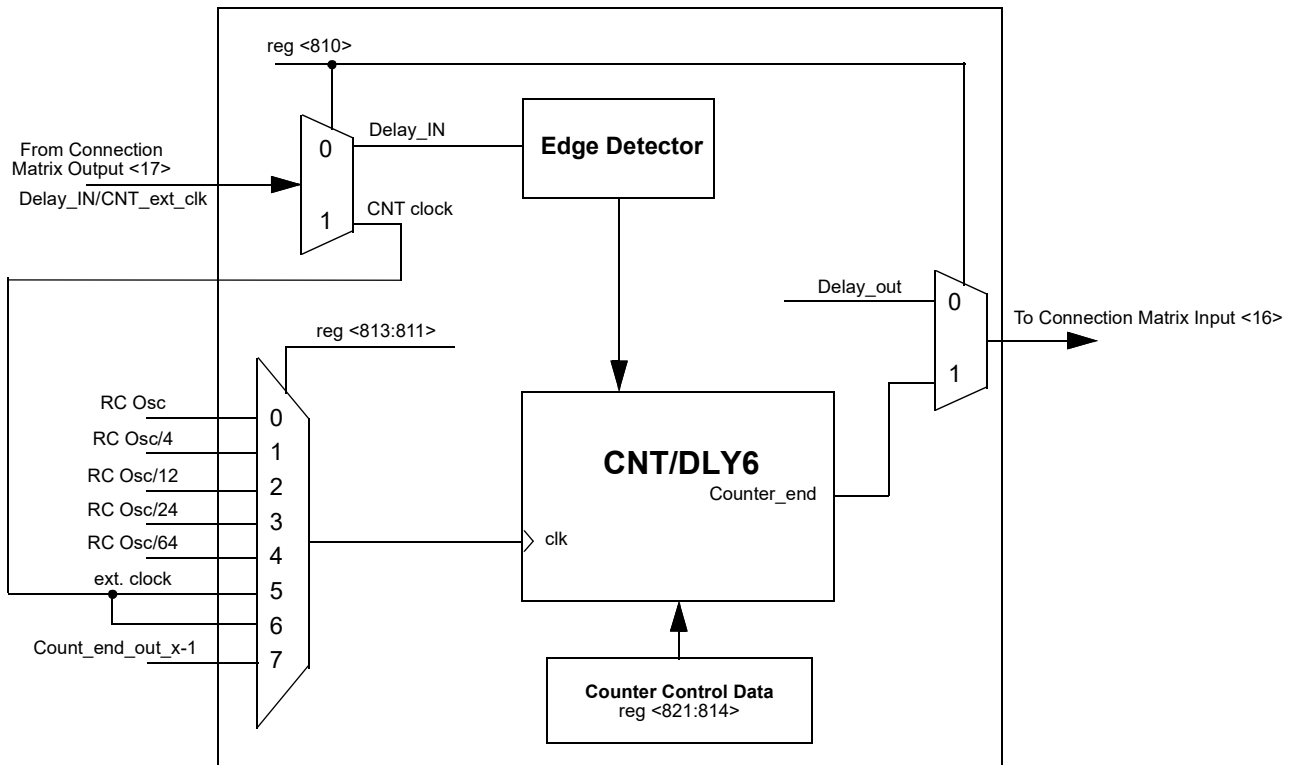 reg <810>
From Connection
Matrix Output <17>
Delay_IN/CNT_ext_clk
0
1
Delay_IN
CNT clock
Edge Detector
Delay_out
0
1
To Connection Matrix Input <16>
reg <813:811>
RC Osc
RC Osc/4
RC Osc/12
RC Osc/24
RC Osc/64
ext. clock
Count_end_out_x-1
0
1
2
3
4
5
6
7
CNT/DLY6
Counter_end
clk
Counter Control Data
reg <821:814>